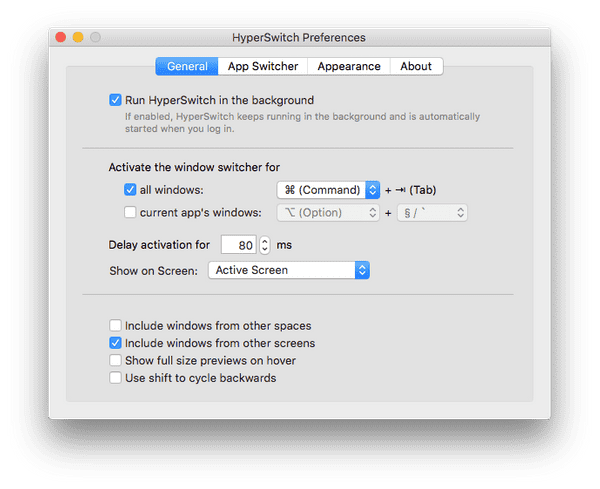 HyperSwitch Preferences
General App Switcher Appearance About
Run HyperSwitch in the background
If enabled, HyperSwitch keeps running in the background and is automatically
started when you log in.
Activate the window switcher for
all windows: ⌘ (Command) + ⇥ (Tab)
current app's windows: ⌥ (Option) + § / `
Delay activation for 80 ms
Show on Screen: Active Screen
Include windows from other spaces
Include windows from other screens
Show full size previews on hover
Use shift to cycle backwards